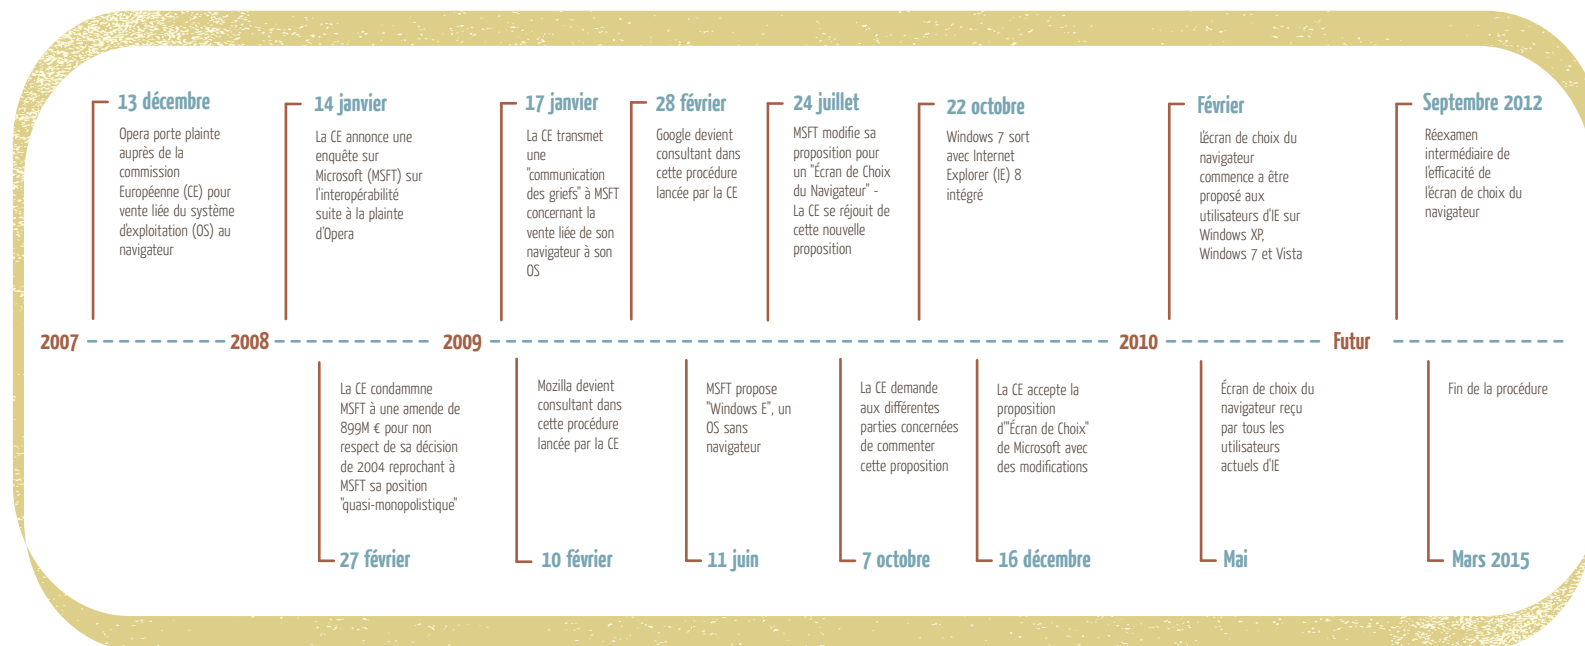 13 décembre
Opera porte plainte
auprès de la
commission
Européenne (CE) pour
vente liée du système
d'exploitation (OS) au
navigateur
14 janvier
La CE annonce une
enquête sur
Microsoft (MSFT) sur
l'interopérabilité
suite à la plainte
d'Opera
17 janvier
La CE transmet
une
"communication
des griefs" à MSFT
concernant la
vente liée de son
navigateur à son
OS
28 février
Google devient
consultant dans
cette procédure
lancée par la CE
24 juillet
MSFT modifie sa
proposition pour
un "Écran de Choix
du Navigateur" -
La CE se réjouit de
cette nouvelle
proposition
22 octobre
Windows 7 sort
avec Internet
Explorer (IE) 8
intégré
Février
L'écran de choix du
navigateur
commence a être
proposé aux
utilisateurs d'IE sur
Windows XP,
Windows 7 et Vista
Septembre 2012
Réexamen
intermédiaire de
l'efficacité de
l'écran de choix du
navigateur
2007
2008
2009
2010
Futur
La CE condammne
MSFT à une amende de
899M € pour non
respect de sa décision
de 2004 reprochant à
MSFT sa position
"quasi-monopolistique"
27 février
Mozilla devient
consultant dans
cette procédure
lancée par la CE
10 février
MSFT propose
"Windows E", un
OS sans
navigateur
11 juin
La CE demande
aux différentes
parties concernées
de commenter
cette proposition
7 octobre
La CE accepte la
proposition
d'"Écran de Choix"
de Microsoft avec
des modifications
16 décembre
Écran de choix du
navigateur reçu
par tous les
utilisateurs
actuels d'IE
Mai
Fin de la procédure
Mars 2015